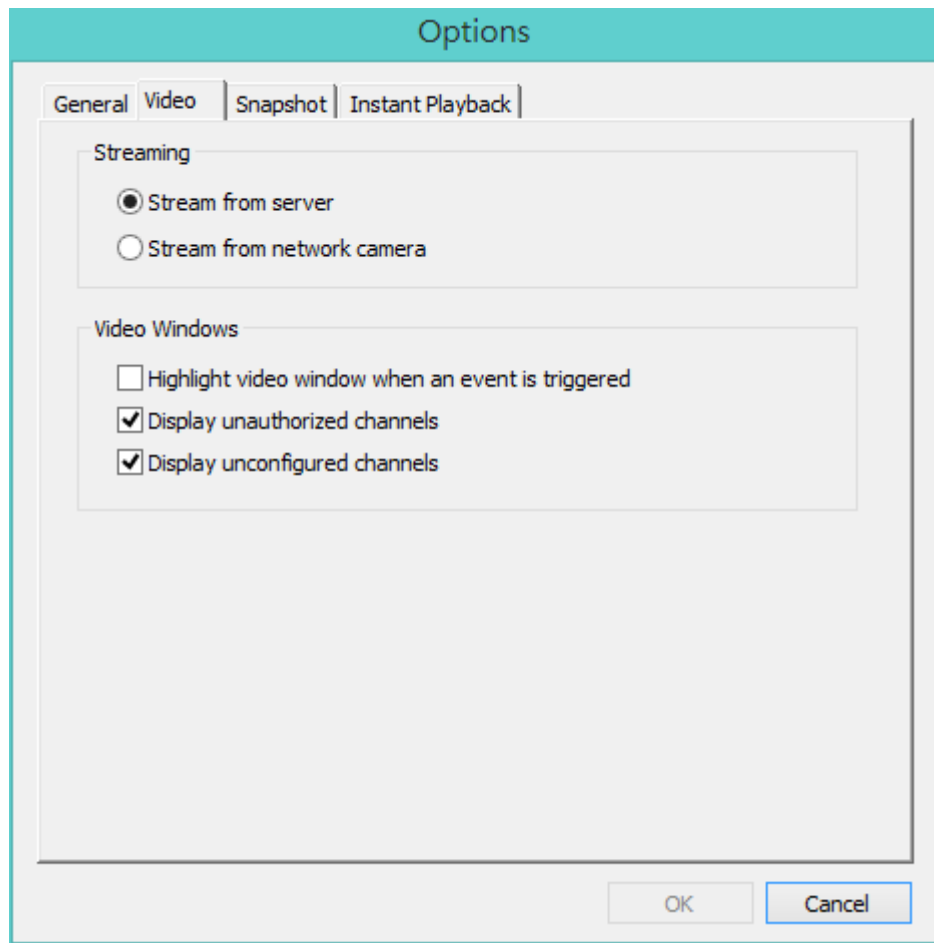 Options
General Video Snapshot Instant Playback
Streaming
Stream from server
Stream from network camera
Video Windows
Highlight video window when an event is triggered
Display unauthorized channels
Display unconfigured channels
OK Cancel